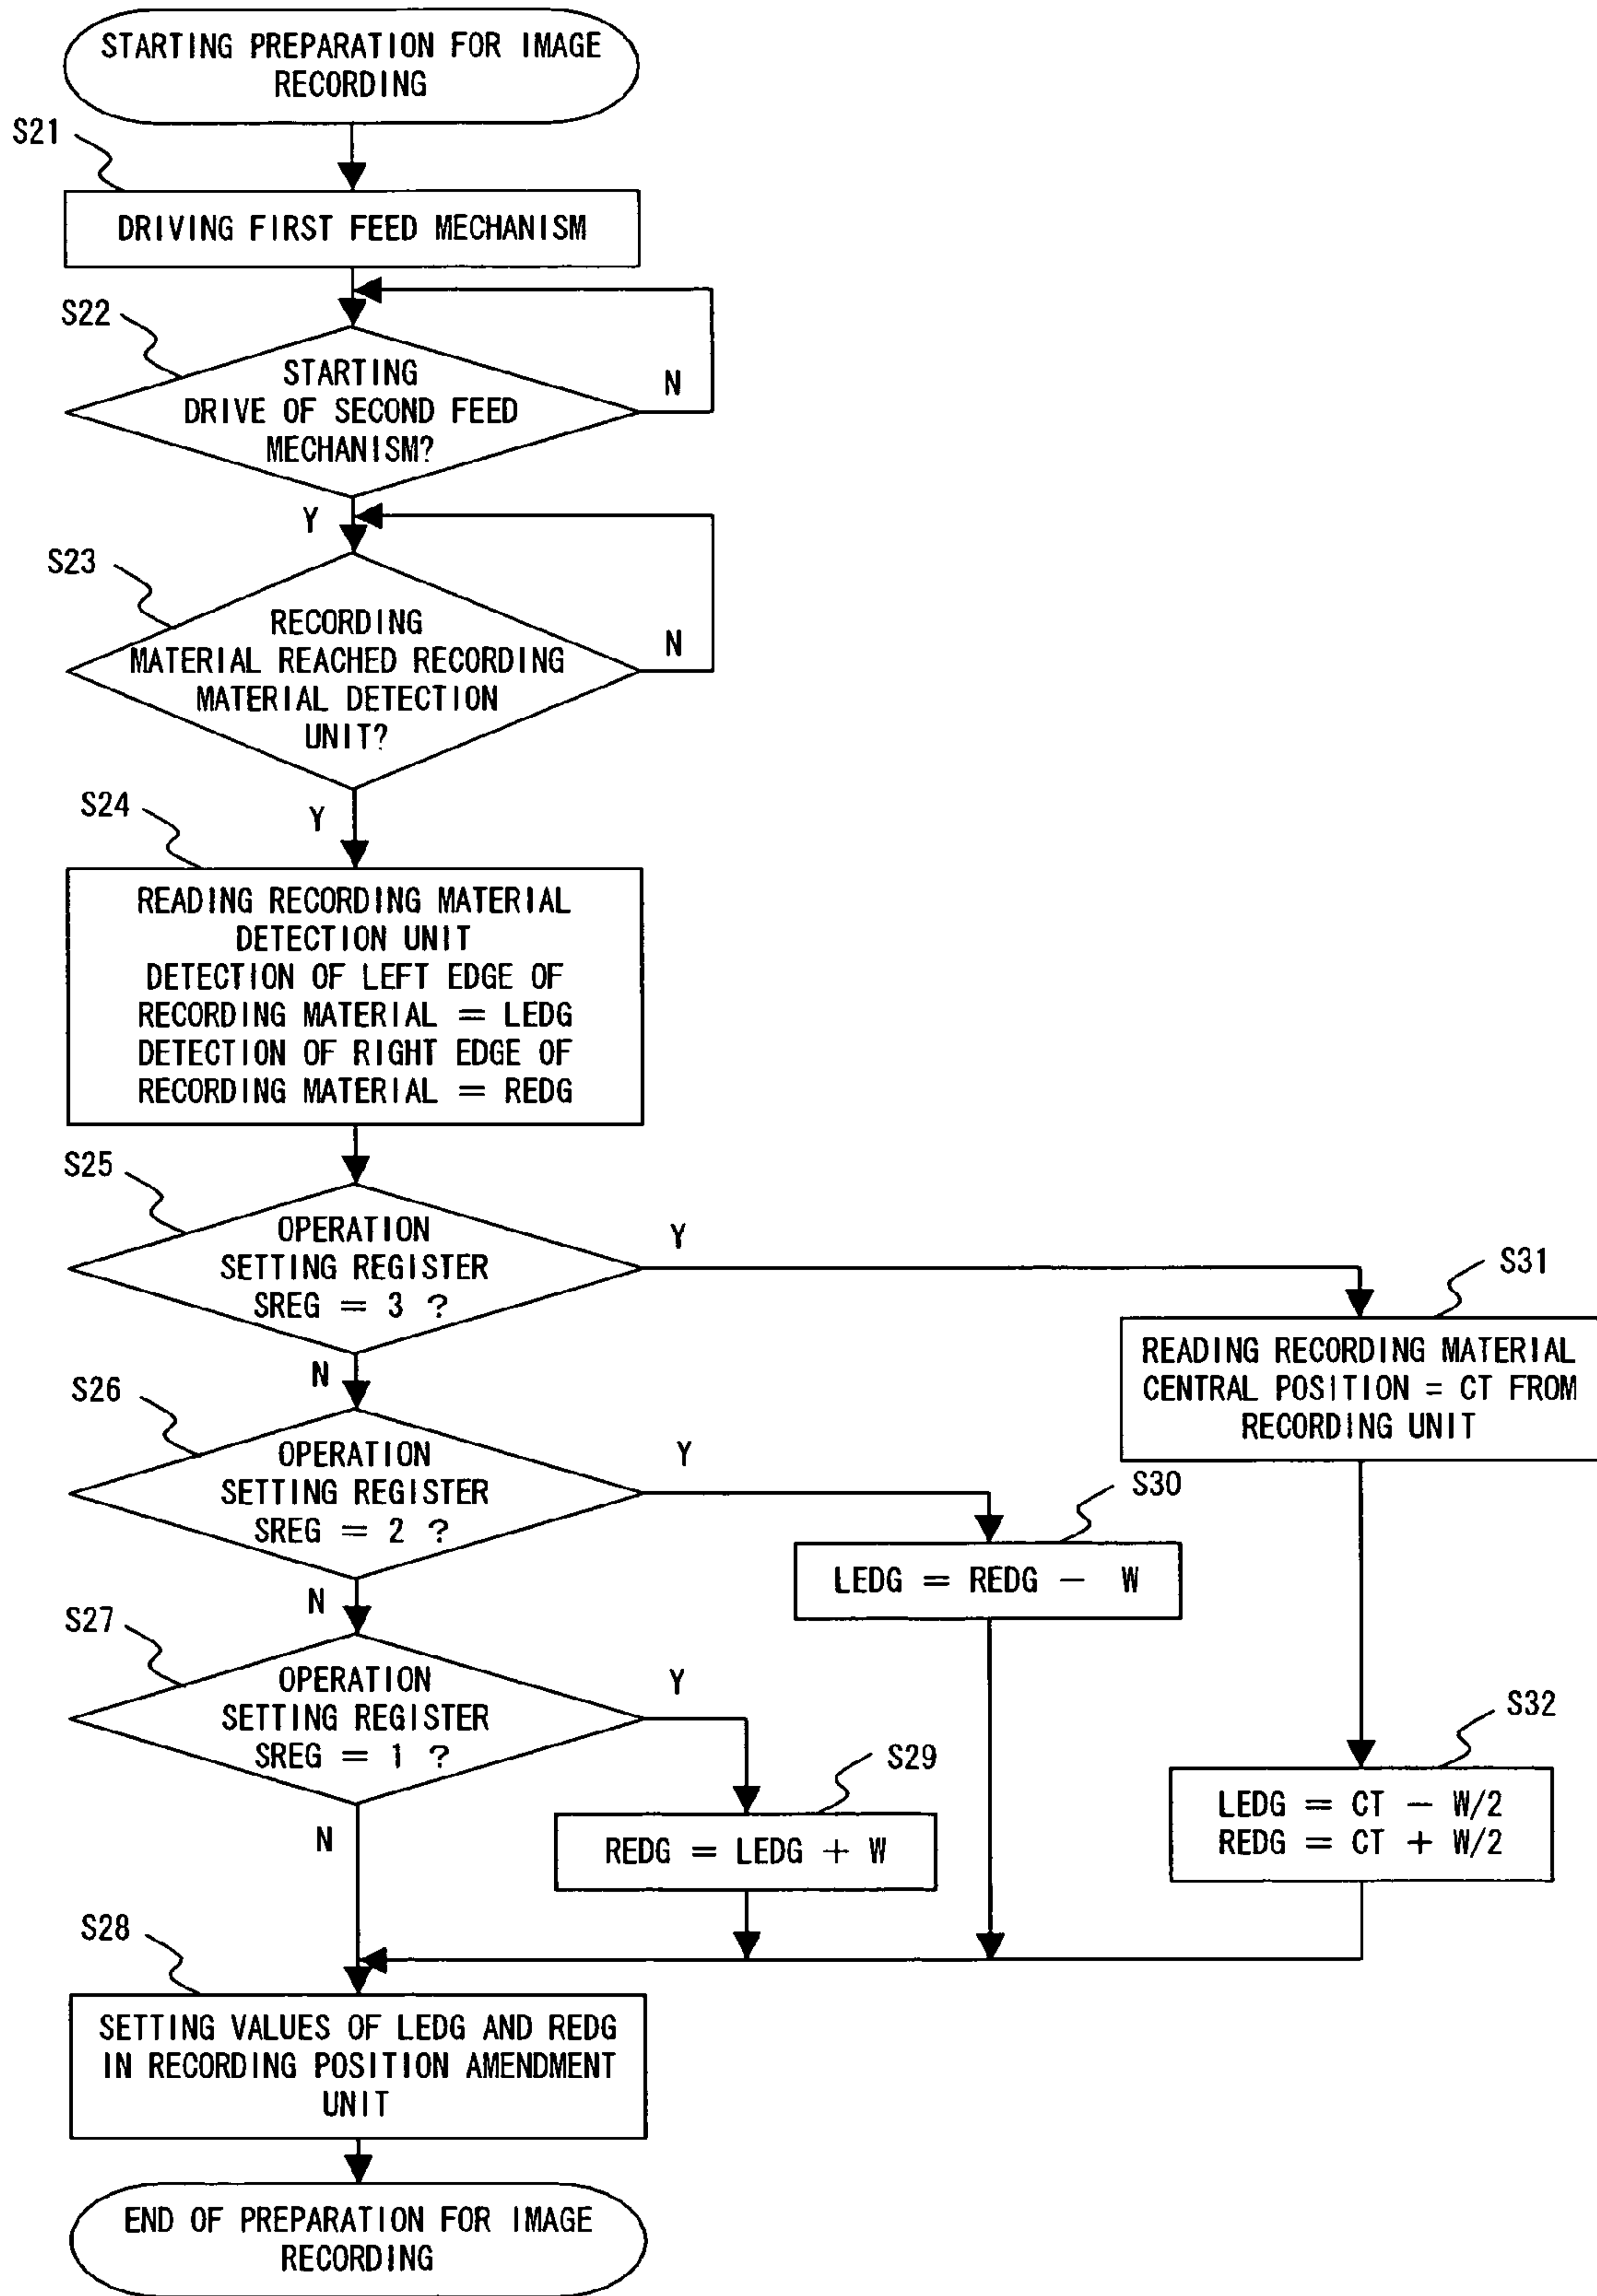 STARTING PREPARATION FOR IMAGE
RECORDING
S21
DRIVING FIRST FEED MECHANISM
S22
STARTING
DRIVE OF SECOND FEED
MECHANISM?
N
Y
S23
RECORDING
MATERIAL REACHED RECORDING
MATERIAL DETECTION
UNIT?
N
Y
S24
READING RECORDING MATERIAL
DETECTION UNIT
DETECTION OF LEFT EDGE OF
RECORDING MATERIAL = LEDG
DETECTION OF RIGHT EDGE OF
RECORDING MATERIAL = REDG
S25
OPERATION
SETTING REGISTER
SREG = 3 ?
Y
N
S31
READING RECORDING MATERIAL
CENTRAL POSITION = CT FROM
RECORDING UNIT
S26
OPERATION
SETTING REGISTER
SREG = 2 ?
Y
N
S30
LEDG = REDG - W
S27
OPERATION
SETTING REGISTER
SREG = 1 ?
Y
N
S29
REDG = LEDG + W
S32
LEDG = CT - W/2
REDG = CT + W/2
S28
SETTING VALUES OF LEDG AND REDG
IN RECORDING POSITION AMENDMENT
UNIT
END OF PREPARATION FOR IMAGE
RECORDING